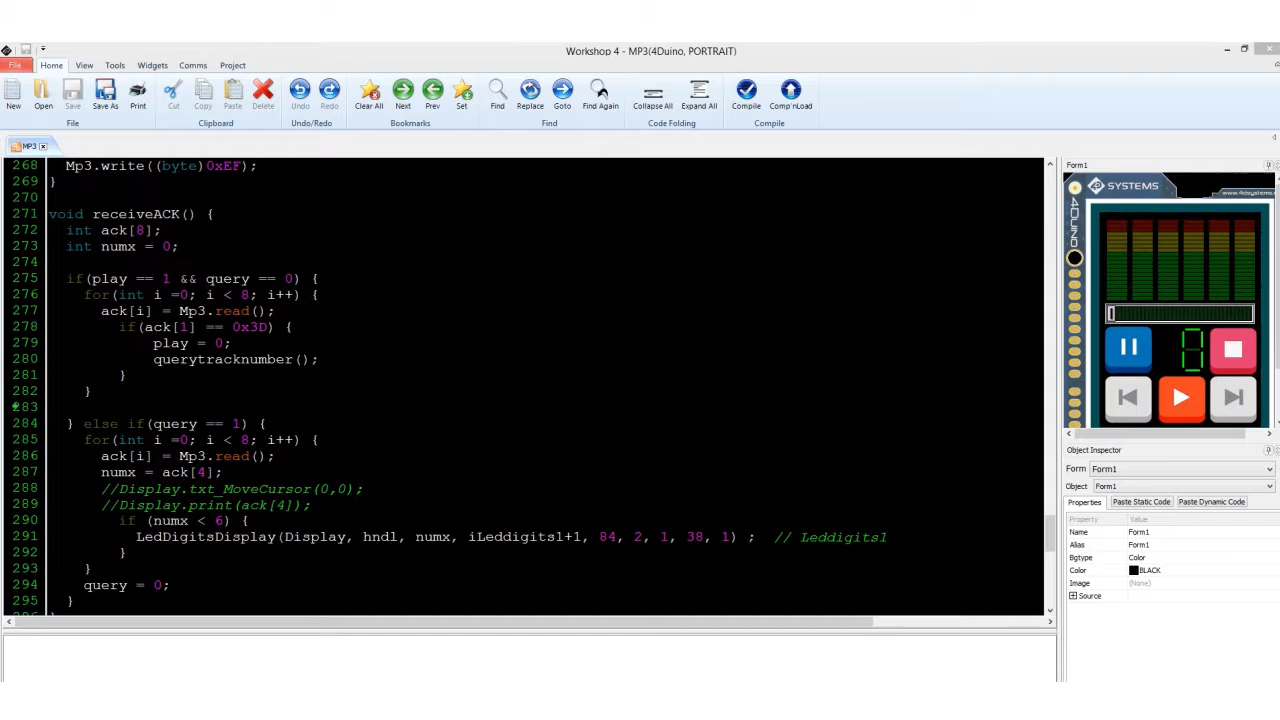 Workshop 4 - MP3(4Duino, PORTRAIT)
File Home View Tools Widgets Comms Project
New Open Save Save As Print Cut Copy Paste Delete Undo Redo Clear All Next Prev Set Find Replace Goto Find Again Collapse All Expand All Compile Comp'nLoad
File Clipboard Undo/Redo Bookmarks Find Code Folding Compile
MP3
268 Mp3.write((byte)0xEF);
269 }
270
271 void receiveACK() {
272 int ack[8];
273 int numx = 0;
274
275 if(play == 1 && query == 0) {
276 for(int i =0; i < 8; i++) {
277 ack[i] = Mp3.read();
278 if(ack[1] == 0x3D) {
279 play = 0;
280 querytracknumber();
281 }
282 }
283
284 } else if(query == 1) {
285 for(int i =0; i < 8; i++) {
286 ack[i] = Mp3.read();
287 numx = ack[4];
288 //Display.txt_MoveCursor(0,0);
289 //Display.print(ack[4]);
290 if (numx < 6) {
291 LedDigitsDisplay(Display, hndl, numx, iLeddigits1+1, 84, 2, 1, 38, 1) ; // Leddigits1
292 }
293 }
294 query = 0;
295 }
Form1
4D SYSTEMS
www.4dsystems.
4DUINO
Object Inspector
Form Form1
Object Form1
Properties Paste Static Code Paste Dynamic Code
Property Value
Name Form1
Alias Form1
Bgtype Color
Color BLACK
Image (None)
Source